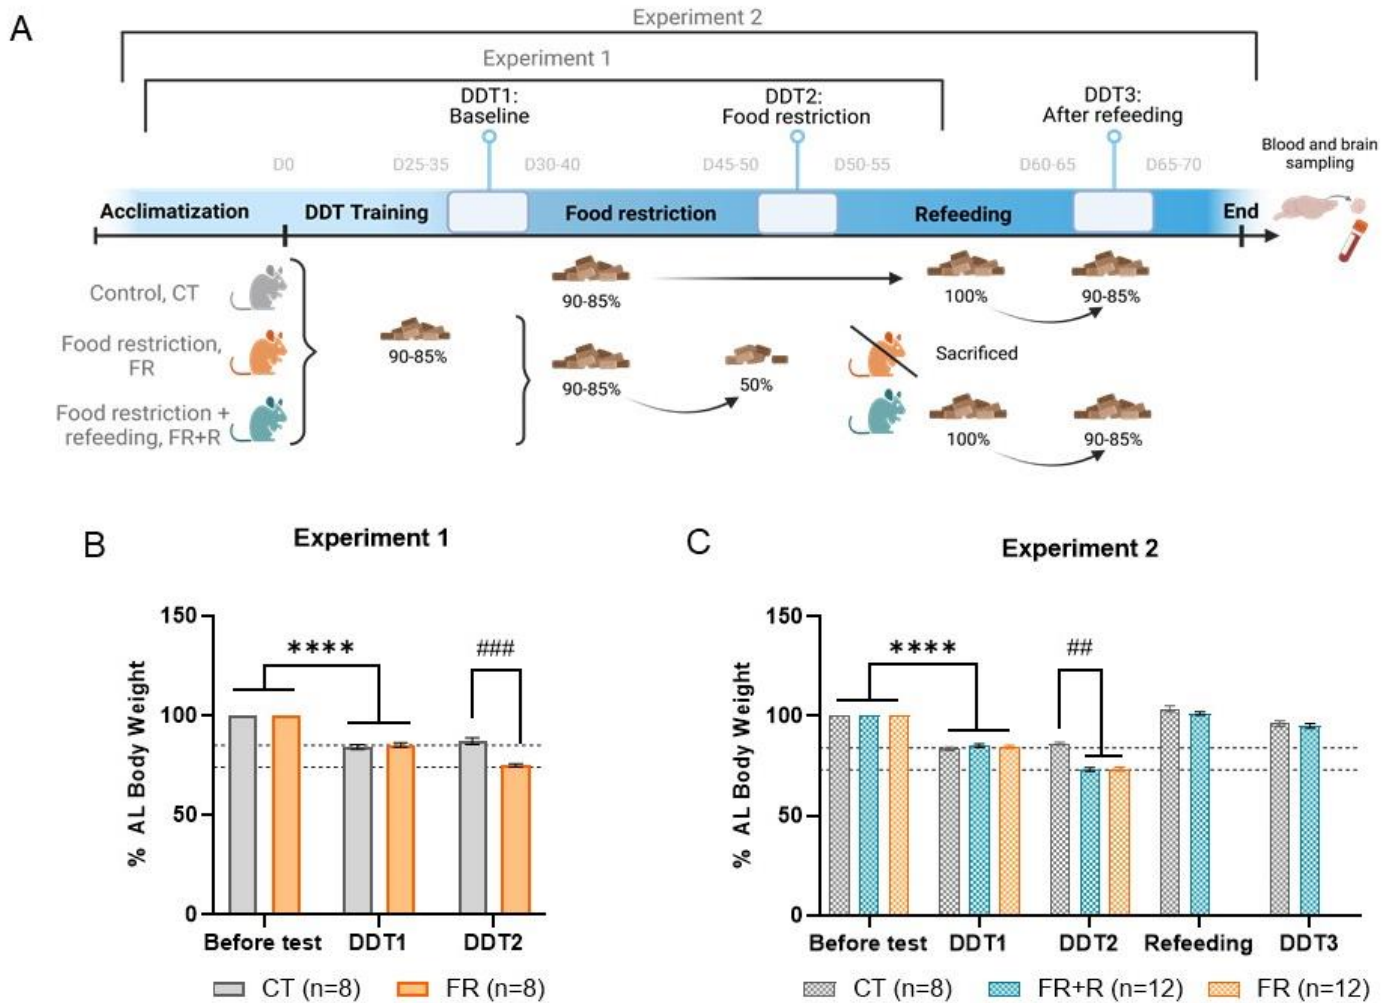 A
Experiment 2
Experiment 1
DDT1:
Baseline
DDT2:
Food restriction
DDT3:
After refeeding
Blood and brain
sampling
D0
D25-35
D30-40
D45-50
D50-55
D60-65
D65-70
Acclimatization
DDT Training
Food restriction
Refeeding
End
Control, CT
90-85%
100%
90-85%
Food restriction,
FR
90-85%
90-85%
50%
Sacrificed
Food restriction +
refeeding, FR+R
100%
90-85%
B
Experiment 1
% AL Body Weight
150
100
50
0
****
###
Before test
DDT1
DDT2
CT (n=8)
FR (n=8)
C
Experiment 2
% AL Body Weight
150
100
50
0
****
##
Before test
DDT1
DDT2
Refeeding
DDT3
CT (n=8)
FR+R (n=12)
FR (n=12)